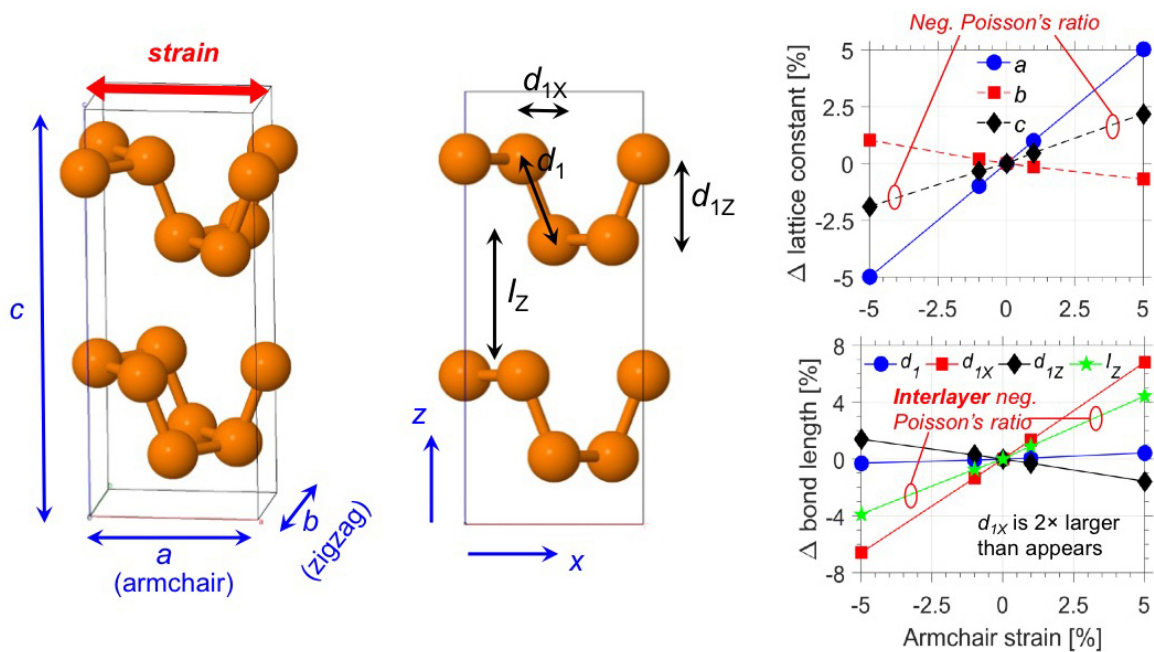 strain
c
a
(armchair)
b
(zigzag)
d1X
d1
d1Z
lZ
z
x
Neg. Poisson's ratio
Δ lattice constant [%]
5
2.5
0
-2.5
-5
a
b
c
-5
-2.5
0
2.5
5
Δ bond length [%]
8
4
0
-4
-8
d1 d1X d1Z lZ
Interlayer neg.
Poisson's ratio
d1X is 2× larger
than appears
-5
-2.5
0
2.5
5
Armchair strain [%]